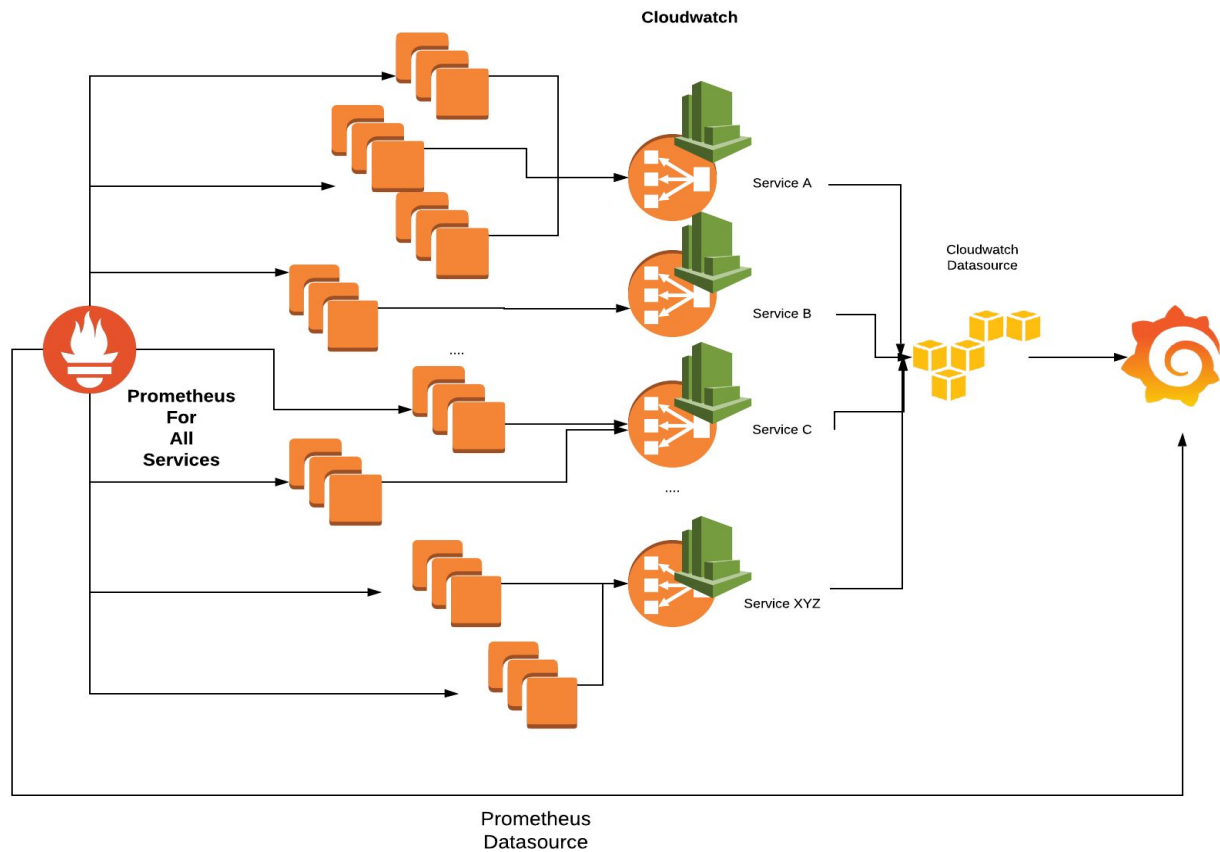 Cloudwatch
Service A
Cloudwatch
Datasource
Service B
....
Prometheus
For
All
Services
Service C
....
Service XYZ
Prometheus
Datasource